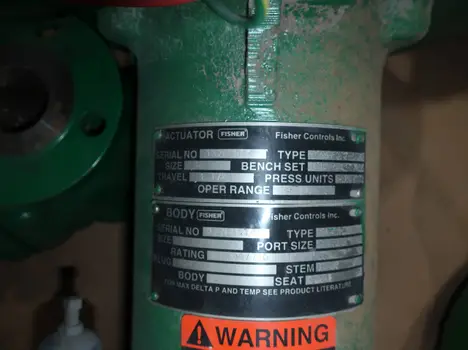 ACTUATOR FISHER Fisher Controls Inc.
SERIAL NO TYPE
SIZE BENCH SET
TRAVEL PRESS UNITS
OPER RANGE
BODY FISHER Fisher Controls Inc.
SERIAL NO TYPE
SIZE PORT SIZE
RATING
PLUG STEM
BODY SEAT
FOR MAX DELTA P AND TEMP SEE PRODUCT LITERATURE
WARNING